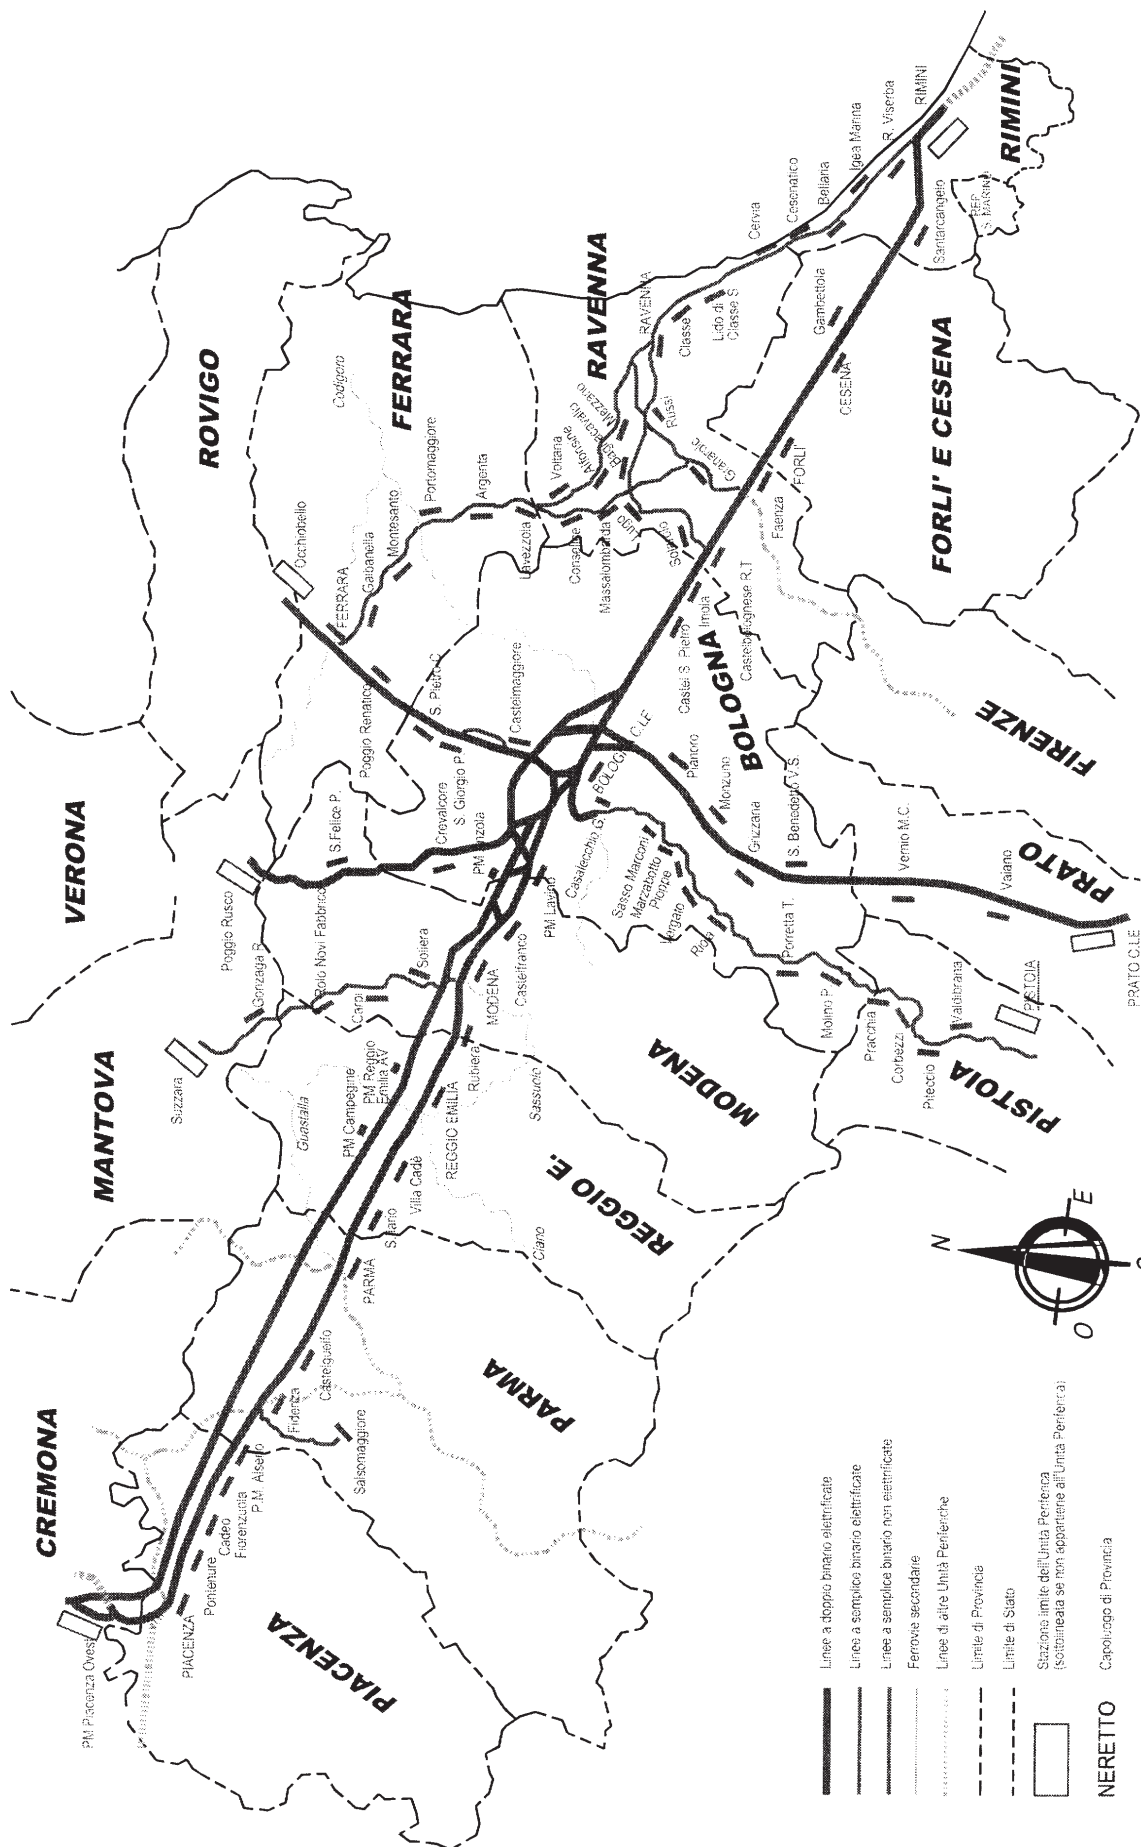 CREMONA
MANTOVA
VERONA
ROVIGO
FERRARA
RAVENNA
RIMINI
FORLI' E CESENA
BOLOGNA
FIRENZE
PRATO
PISTOIA
MODENA
REGGIO E.
PARMA
PIACENZA
PM Piacenza Ovest
PIACENZA
Pontenure
Cadeo
Fiorenzuola
P.M. Alseno
Fidenza
Salsomaggiore
Castelguelfo
PARMA
S.Ilario
Villa Cadè
REGGIO EMILIA
Rubiera
MODENA
Castelfranco
PM Lavino
PM Campegine
PM Reggio
Emilia AV
Guastalla
Ciano
Sassuolo
Suzzara
Gonzaga R.
Rolo Novi Fabbrico
Carpi
Soliera
Poggio Rusco
S.Felice P.
Crevalcore
PM Anzola
S. Giorgio P.
S. Pietro C.
Poggio Renatico
Castelmaggiore
Occhiobello
FERRARA
Gaibanella
Montesanto
Portomaggiore
Argenta
Codigoro
Lavezzola
Voltana
Alfonsine
Mezzano
Bagnacavallo
Conselice
Massalombarda
Lugo
Solarolo
Russi
Granarolo
RAVENNA
Classe
Lido di
Classe S
Cervia
Cesenatico
Bellaria
Igea Marina
R. Viserba
RIMINI
Santarcangelo
REP.
S. MARINO
Gambettola
CESENA
FORLI'
Faenza
Castelbolognese R.T
Imola
Castel S. Pietro
BOLOGNA C.LE
Casalecchio G.
Sasso Marconi
Marzabotto
Pioppe
Vergato
Riola
Porretta T.
Molino P.
Pracchia
Corbezzi
Piteccio
Valdibrana
PISTOIA
Pianoro
Monzuno
Grizzana
S. Benedetto V.S.
Vernio M.C.
Vaiano
PRATO C.LE
N
E
O
Linee a doppio binario elettrificate
Linee a semplice binario elettrificate
Linee a semplice binario non elettrificate
Ferrovie secondarie
Linee di altre Unità Periferiche
Limite di Provincia
Limite di Stato
Stazione limite dell'Unità Periferica
(sottolineata se non appartiene all'Unità Periferica)
NERETTO Capoluogo di Provincia